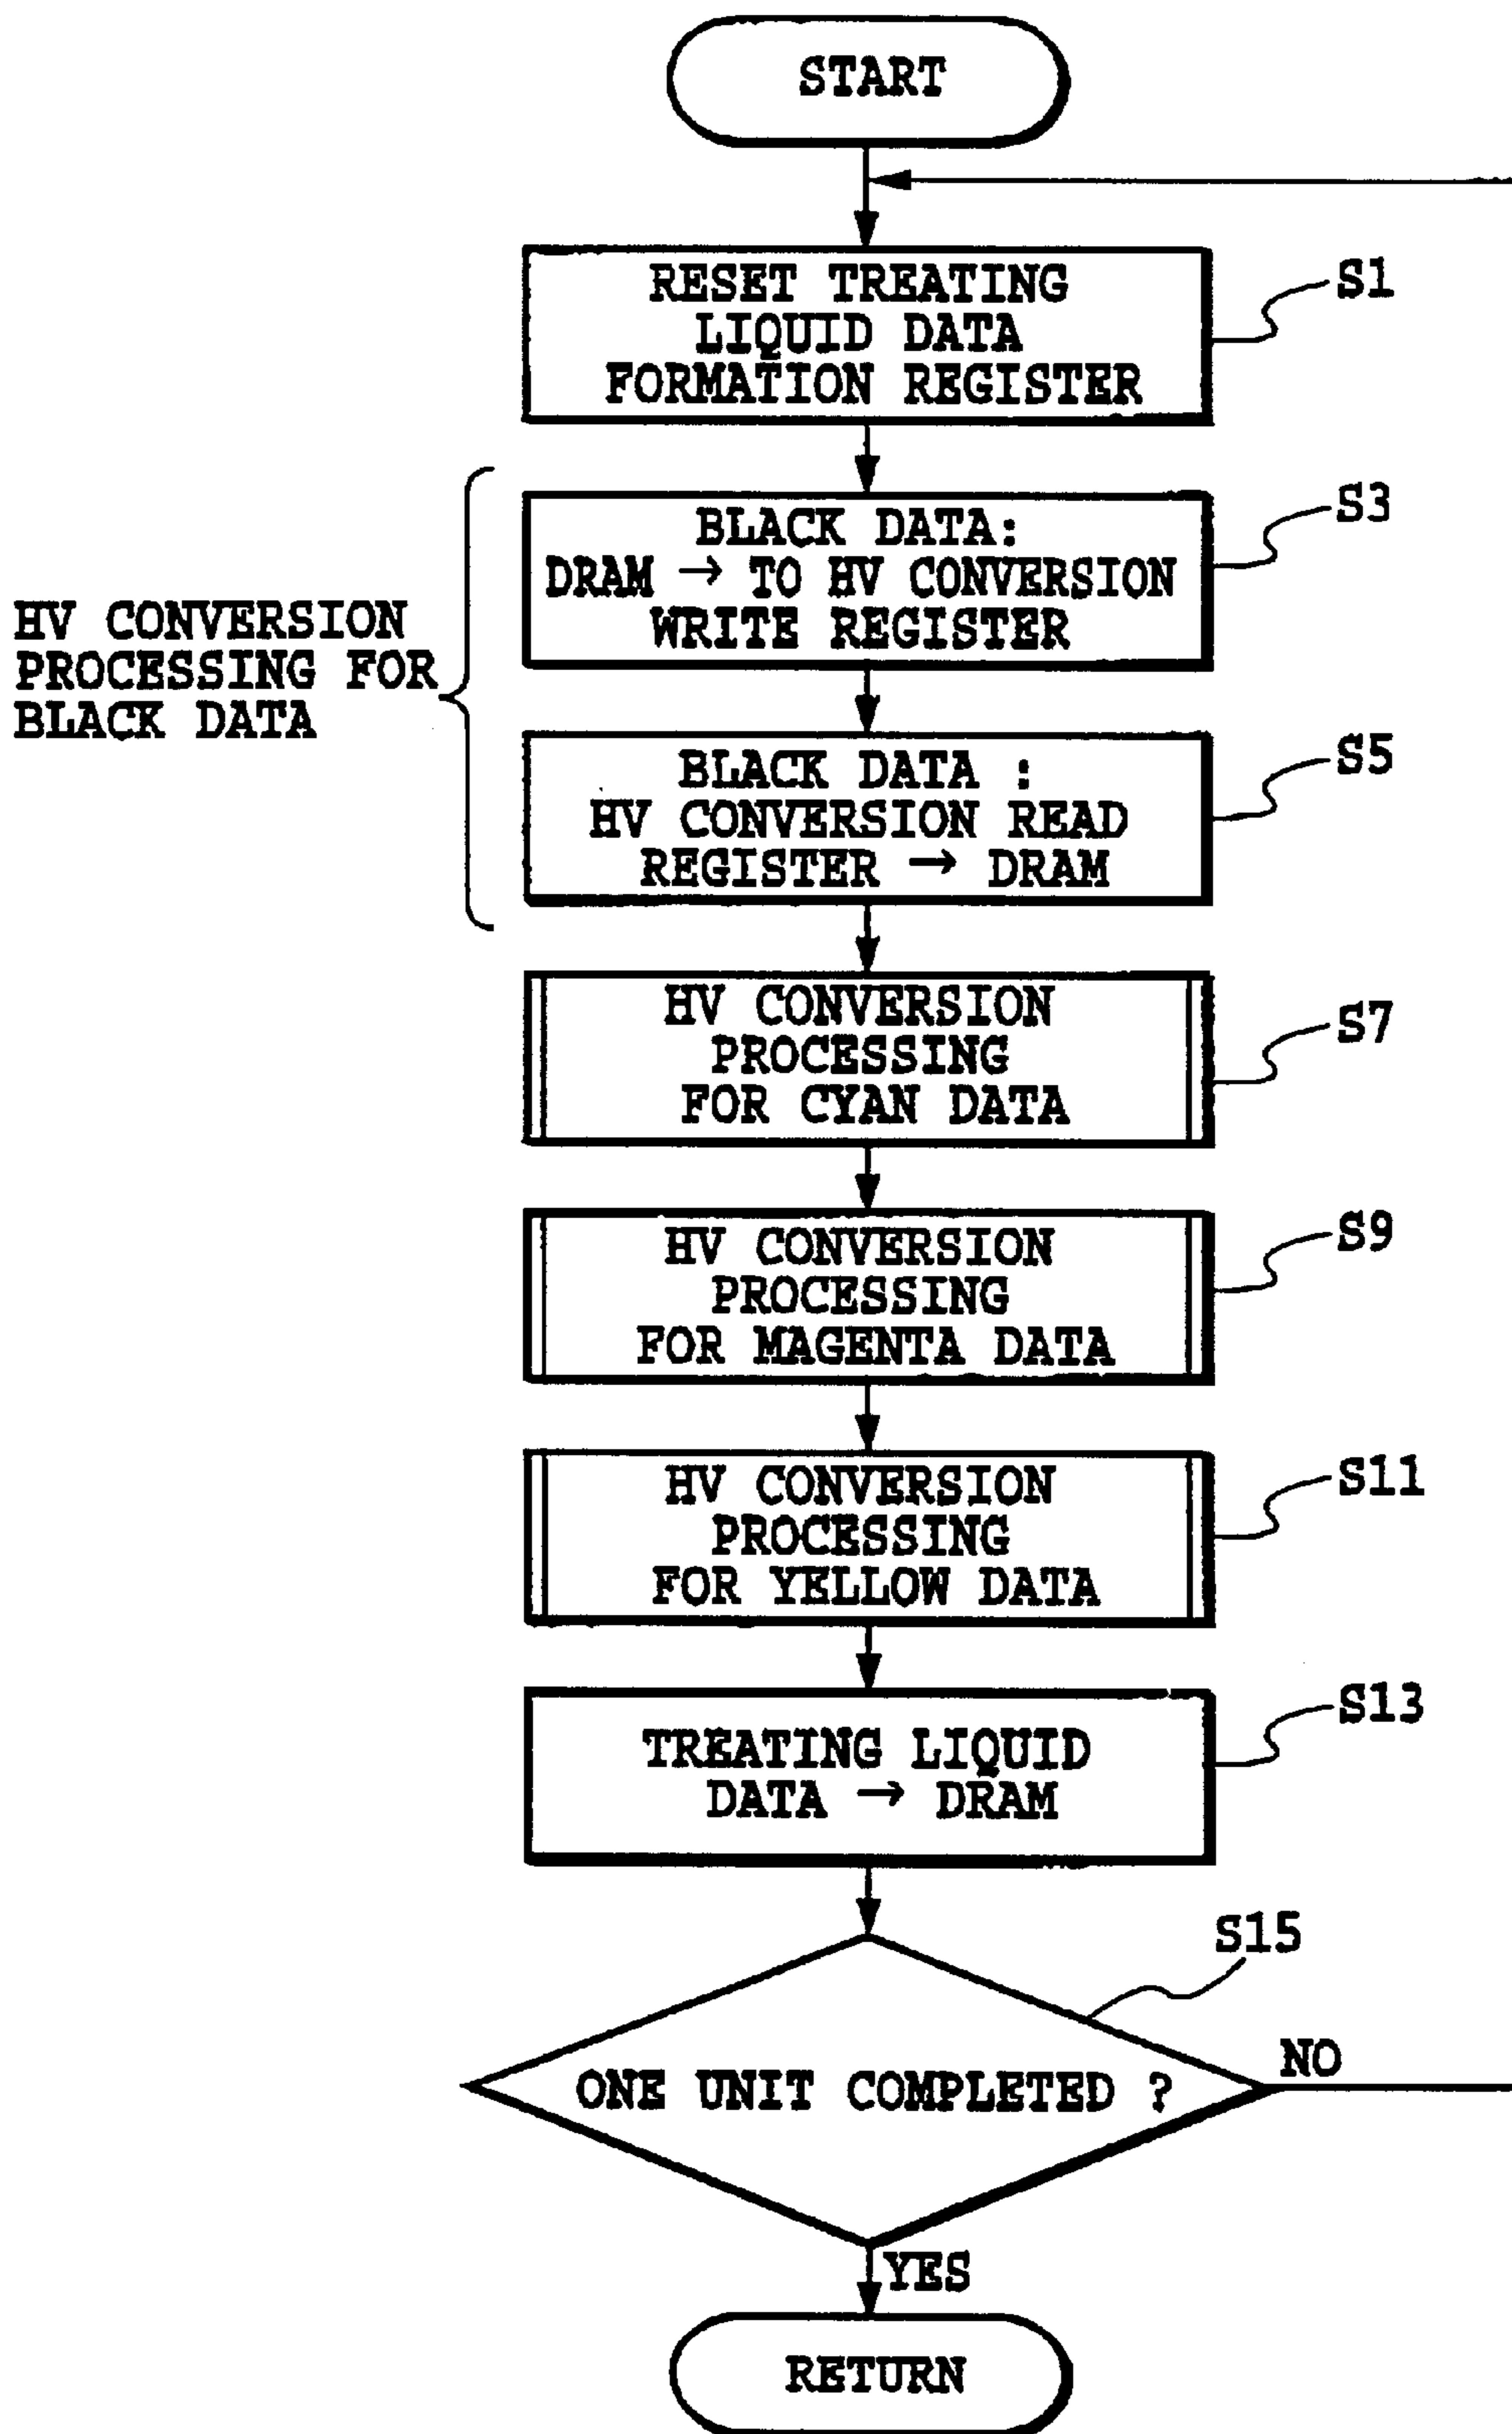 START
RESET TREATING
LIQUID DATA
FORMATION REGISTER
S1
HV CONVERSION
PROCESSING FOR
BLACK DATA
BLACK DATA:
DRAM → TO HV CONVERSION
WRITE REGISTER
S3
BLACK DATA :
HV CONVERSION READ
REGISTER → DRAM
S5
HV CONVERSION
PROCESSING
FOR CYAN DATA
S7
HV CONVERSION
PROCESSING
FOR MAGENTA DATA
S9
HV CONVERSION
PROCESSING
FOR YELLOW DATA
S11
TREATING LIQUID
DATA → DRAM
S13
S15
ONE UNIT COMPLETED ?
NO
YES
RETURN